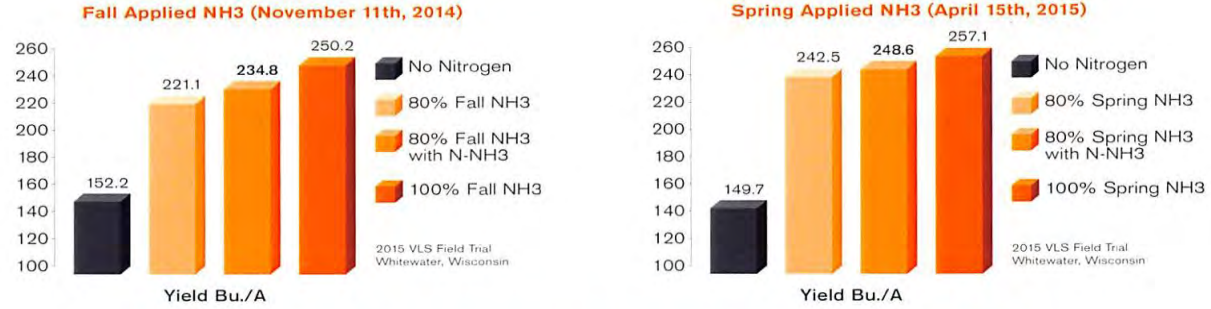 Fall Applied NH3 (November 11th, 2014)
260
240
220
200
180
160
140
120
100
152.2
221.1
234.8
250.2
No Nitrogen
80% Fall NH3
80% Fall NH3
with N-NH3
100% Fall NH3
2015 VLS Field Trial
Whitewater, Wisconsin
Yield Bu./A
Spring Applied NH3 (April 15th, 2015)
260
240
220
200
180
160
140
120
100
149.7
242.5
248.6
257.1
No Nitrogen
80% Spring NH3
80% Spring NH3
with N-NH3
100% Spring NH3
2015 VLS Field Trial
Whitewater, Wisconsin
Yield Bu./A